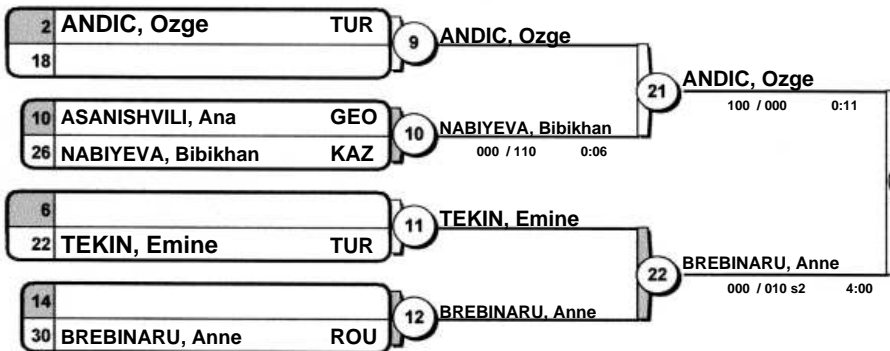 2 ANDIC, Ozge TUR
18
9 ANDIC, Ozge
10 ASANISHVILI, Ana GEO
26 NABIYEVA, Bibikhan KAZ
10 NABIYEVA, Bibikhan
000 / 110 0:06
21 ANDIC, Ozge
100 / 000 0:11
6
22 TEKIN, Emine TUR
11 TEKIN, Emine
14
30 BREBINARU, Anne ROU
12 BREBINARU, Anne
22 BREBINARU, Anne
000 / 010 s2 4:00